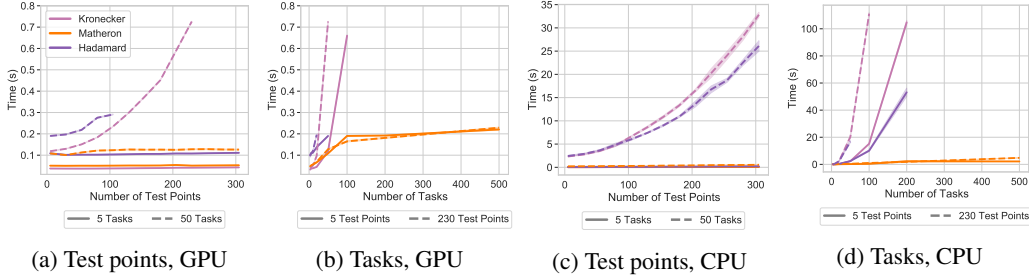 0.8
0.7
0.6
0.5
0.4
0.3
0.2
0.1
Time (s)
Kronecker
Matheron
Hadamard
0 100 200 300
Number of Test Points
5 Tasks 50 Tasks
(a) Test points, GPU
0.8
0.7
0.6
0.5
0.4
0.3
0.2
0.1
0.0
Time (s)
0 100 200 300 400 500
Number of Tasks
5 Test Points 230 Test Points
(b) Tasks, GPU
35
30
25
20
15
10
5
0
Time (s)
0 100 200 300
Number of Test Points
5 Tasks 50 Tasks
(c) Test points, CPU
100
80
60
40
20
0
Time (s)
0 100 200 300 400 500
Number of Tasks
5 Test Points 230 Test Points
(d) Tasks, CPU